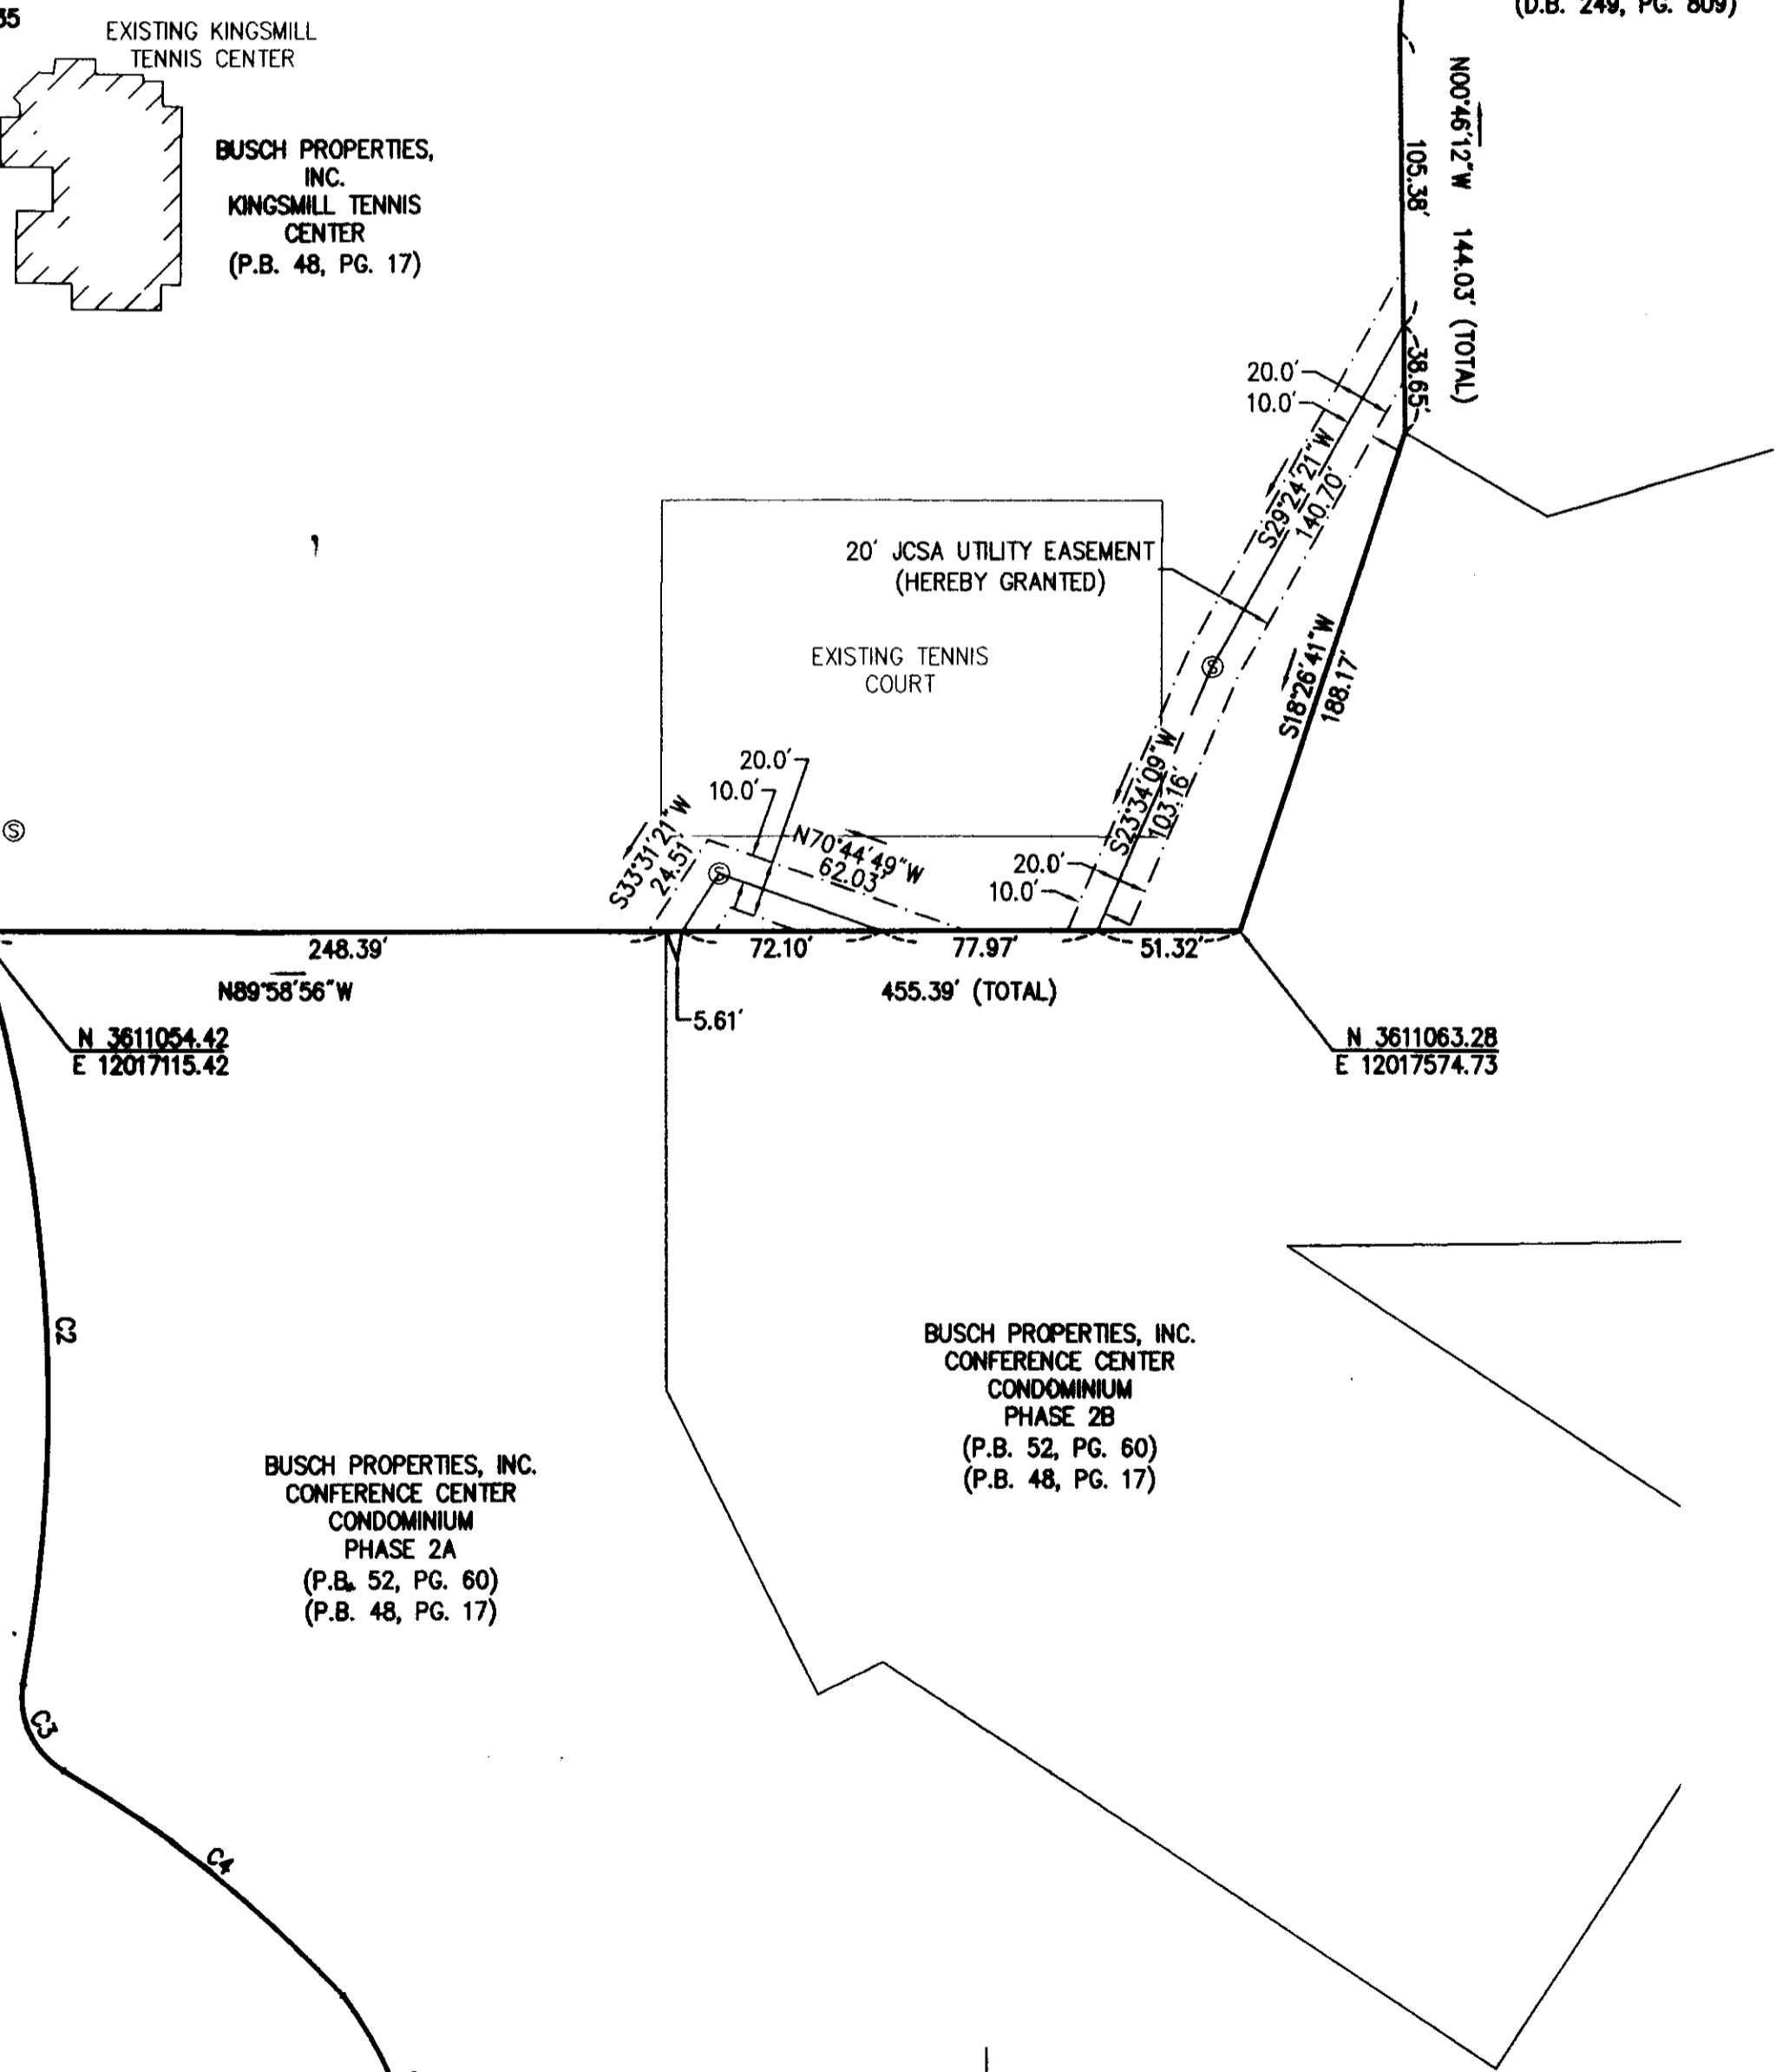 35
(D.B. 249, PG. 809)
EXISTING KINGSMILL
TENNIS CENTER
BUSCH PROPERTIES,
INC.
KINGSMILL TENNIS
CENTER
(P.B. 48, PG. 17)
N00°46'12"W 144.03' (TOTAL)
105.38'
38.65'
20.0'
10.0'
S29°24'21"W
140.70'
20' JCSA UTILITY EASEMENT
(HEREBY GRANTED)
EXISTING TENNIS
COURT
S
S18°26'41"W
188.17'
S23°34'09"W
103.16'
20.0'
10.0'
S33°31'21"W
24.51'
N70°44'49"W
62.03'
S
S
20.0'
10.0'
248.39'
72.10'
77.97'
51.32'
N89°58'56"W
455.39' (TOTAL)
5.61'
N 3611054.42
E 12017115.42
N 3611063.28
E 12017574.73
C2
BUSCH PROPERTIES, INC.
CONFERENCE CENTER
CONDOMINIUM
PHASE 2B
(P.B. 52, PG. 60)
(P.B. 48, PG. 17)
BUSCH PROPERTIES, INC.
CONFERENCE CENTER
CONDOMINIUM
PHASE 2A
(P.B. 52, PG. 60)
(P.B. 48, PG. 17)
C3
C4